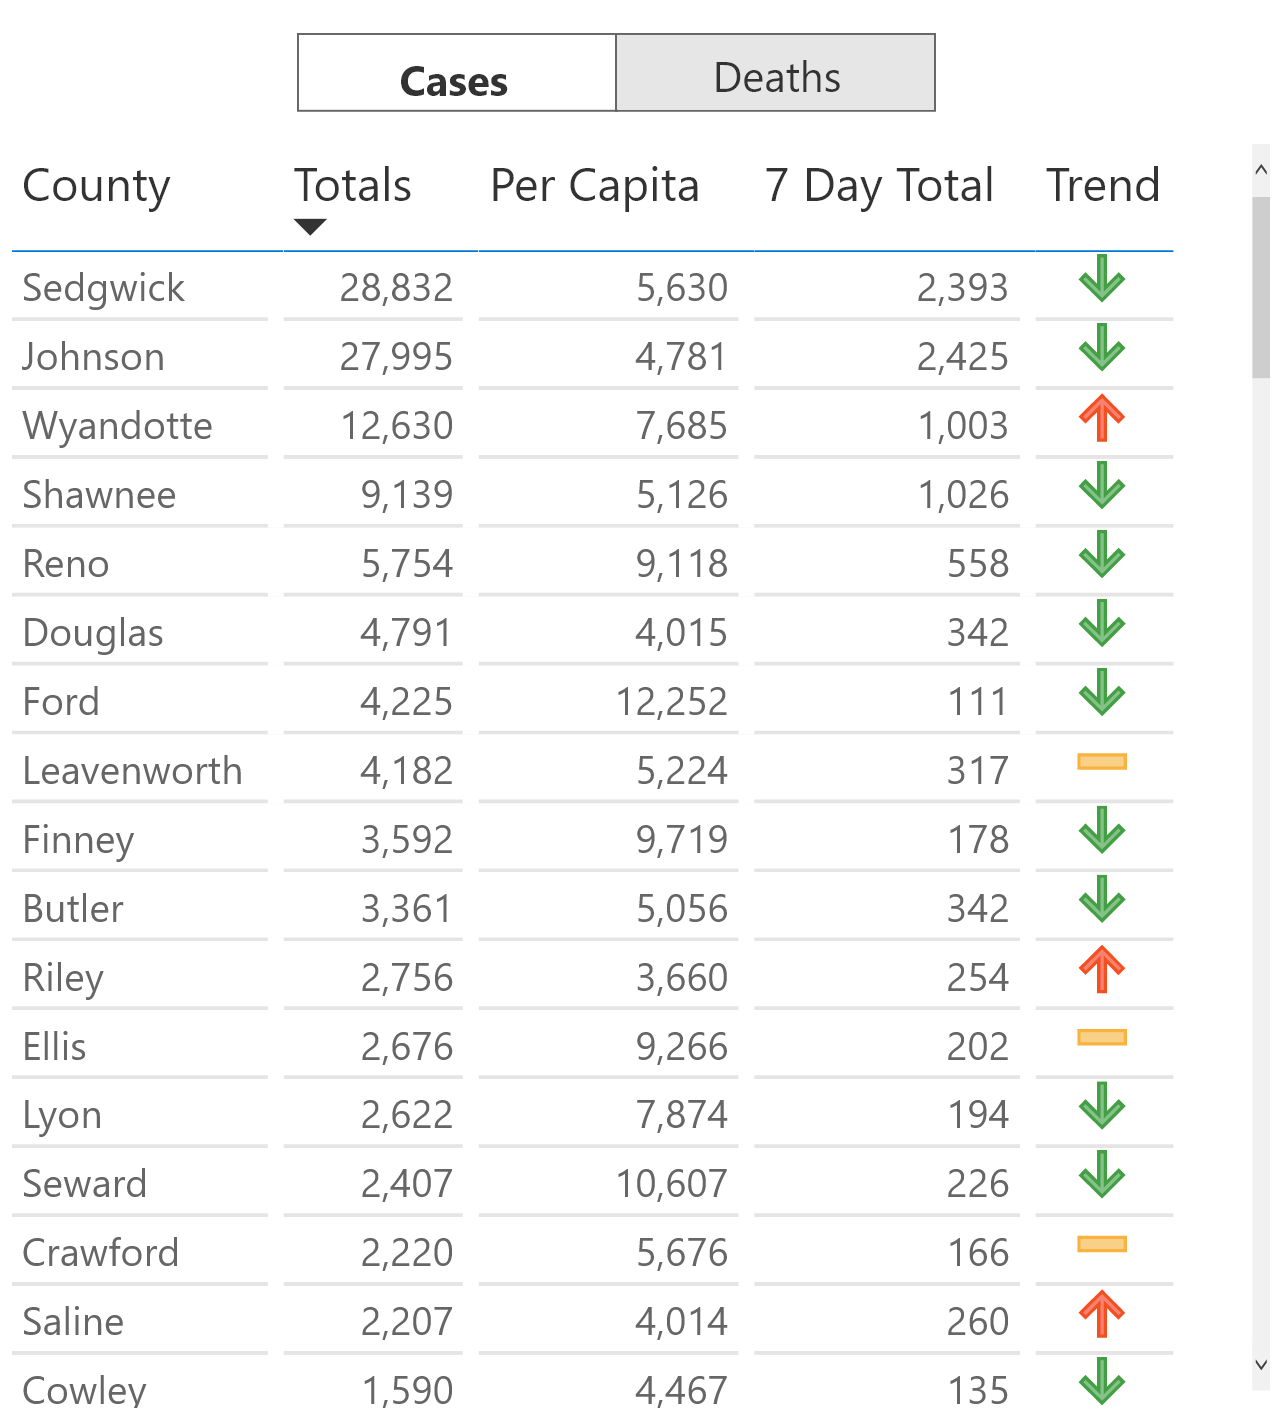 Cases Deaths
County Totals Per Capita 7 Day Total Trend
Sedgwick 28,832 5,630 2,393
Johnson 27,995 4,781 2,425
Wyandotte 12,630 7,685 1,003
Shawnee 9,139 5,126 1,026
Reno 5,754 9,118 558
Douglas 4,791 4,015 342
Ford 4,225 12,252 111
Leavenworth 4,182 5,224 317
Finney 3,592 9,719 178
Butler 3,361 5,056 342
Riley 2,756 3,660 254
Ellis 2,676 9,266 202
Lyon 2,622 7,874 194
Seward 2,407 10,607 226
Crawford 2,220 5,676 166
Saline 2,207 4,014 260
Cowley 1,590 4,467 135